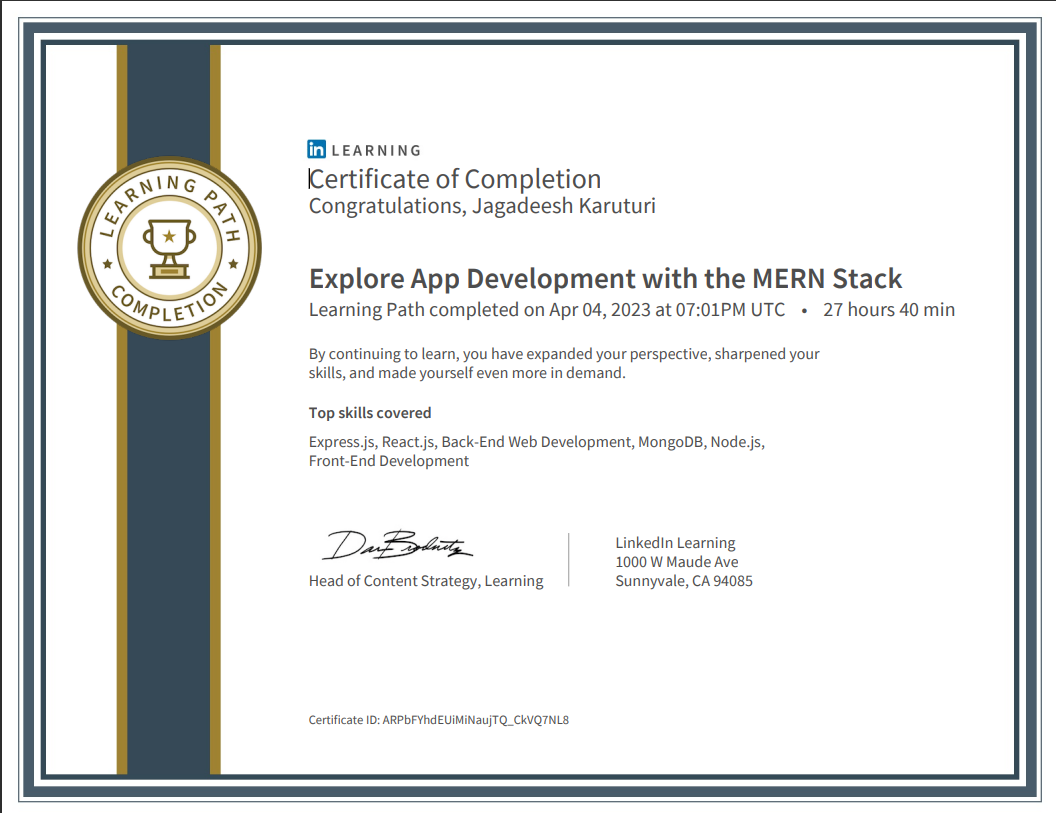 LEARNING PATH
COMPLETION
in LEARNING
Certificate of Completion
Congratulations, Jagadeesh Karuturi
Explore App Development with the MERN Stack
Learning Path completed on Apr 04, 2023 at 07:01PM UTC • 27 hours 40 min
By continuing to learn, you have expanded your perspective, sharpened your
skills, and made yourself even more in demand.
Top skills covered
Express.js, React.js, Back-End Web Development, MongoDB, Node.js,
Front-End Development
Head of Content Strategy, Learning
LinkedIn Learning
1000 W Maude Ave
Sunnyvale, CA 94085
Certificate ID: ARPbFYhdEUiMiNaujTQ_CkVQ7NL8